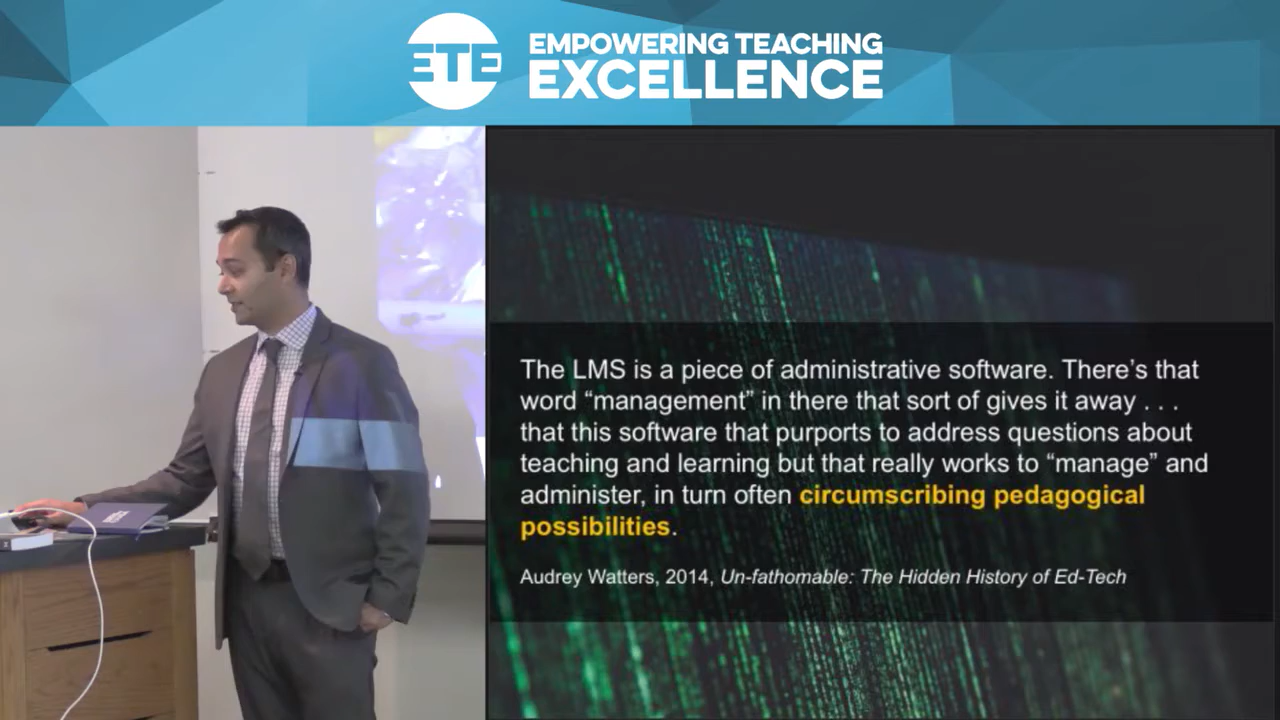 ETE
EMPOWERING TEACHING
EXCELLENCE
The LMS is a piece of administrative software. There's that
word “management” in there that sort of gives it away . . .
that this software that purports to address questions about
teaching and learning but that really works to “manage” and
administer, in turn often circumscribing pedagogical
possibilities.
Audrey Watters, 2014, Un-fathomable: The Hidden History of Ed-Tech